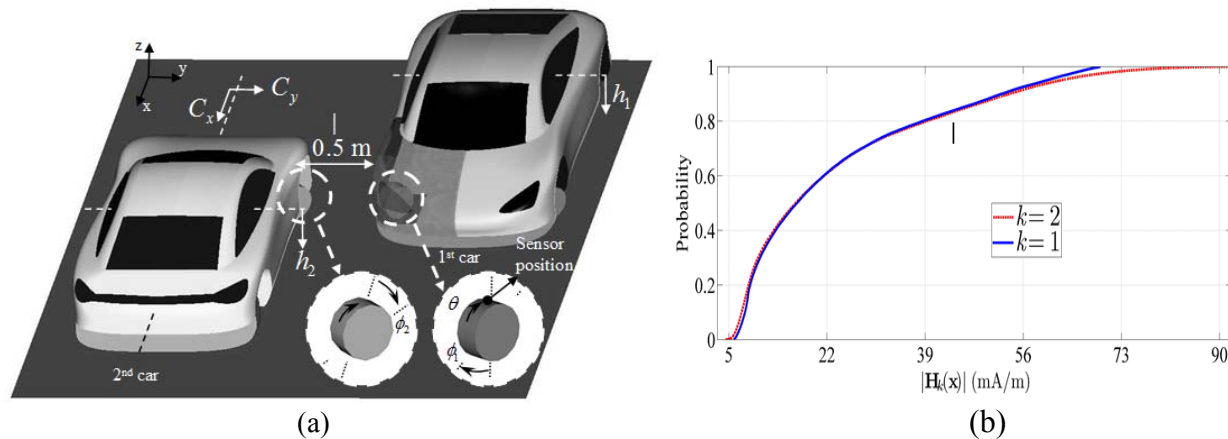 z
y
x
C_y
C_x
h_1
0.5 m
h_2
1st car
Sensor position
θ
ϕ_2
ϕ_1
2nd car
(a)
1
0.8
0.6
0.4
0.2
0
Probability
k = 2
k = 1
5 22 39 56 73 90
|H_k(x)| (mA/m)
(b)